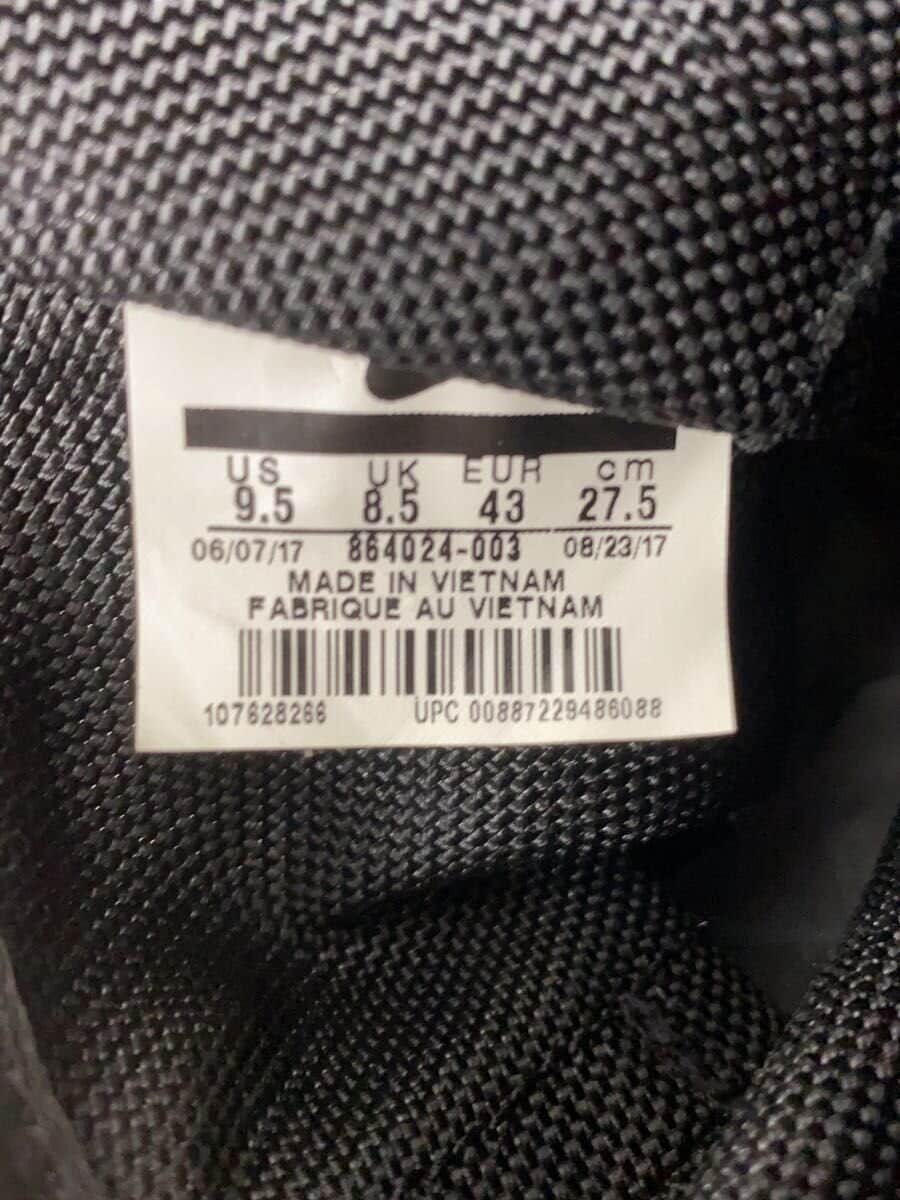 US UK EUR cm
9.5 8.5 43 27.5
06/07/17 864024-003 08/23/17
MADE IN VIETNAM
FABRIQUE AU VIETNAM
107628266 UPC 00887229486088